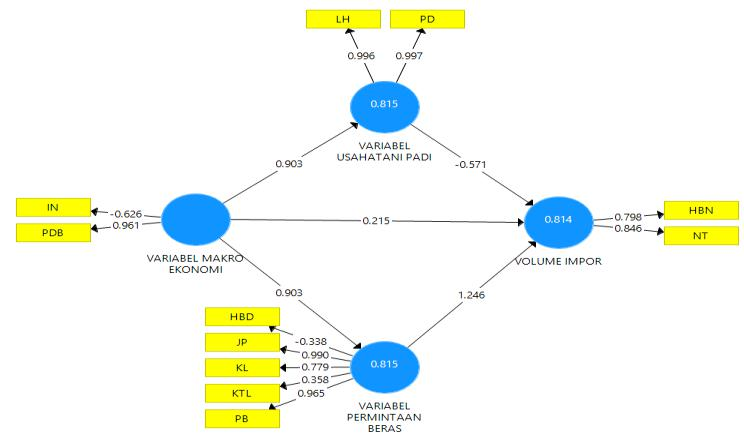 LH
PD
0.996
0.997
0.815
VARIABEL
USAHATANI PADI
0.903
-0.571
IN
PDB
-0.626
0.961
VARIABEL MAKRO
EKONOMI
0.215
0.814
VOLUME IMPOR
0.798
0.846
HBN
NT
0.903
1.246
HBD
JP
KL
KTL
PB
-0.338
0.990
0.779
0.358
0.965
0.815
VARIABEL
PERMINTAAN
BERAS